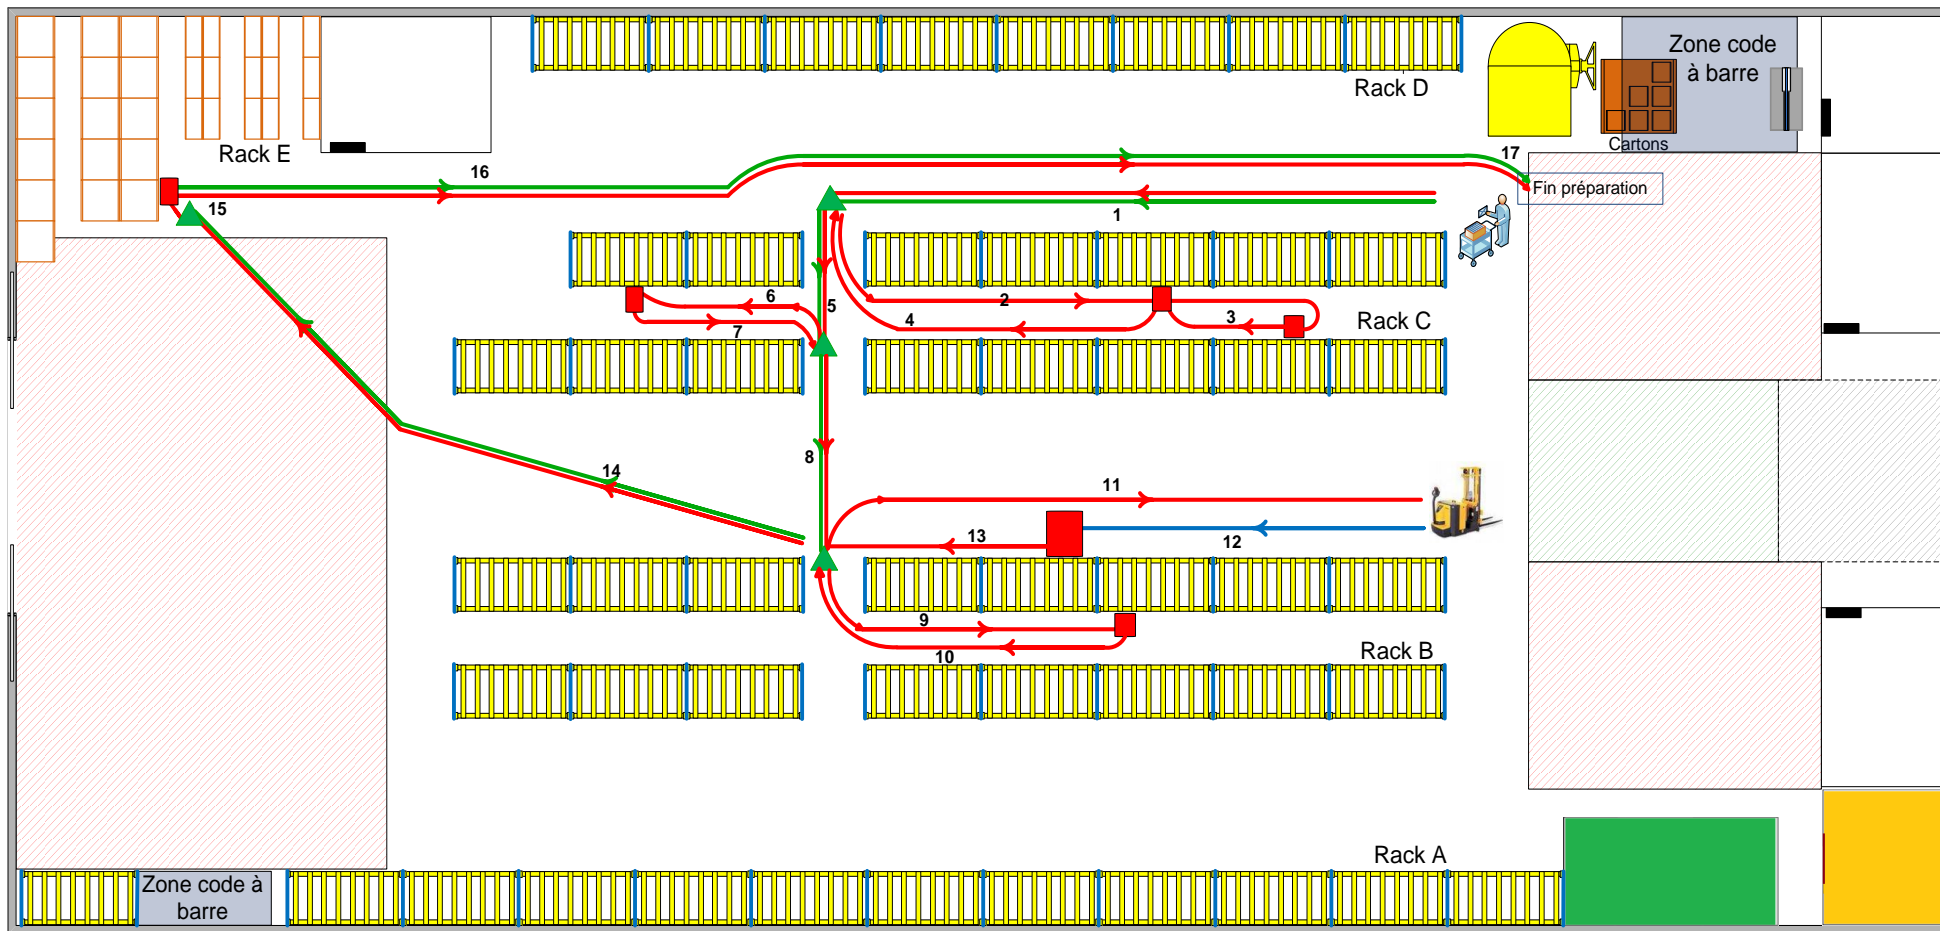 Zone code
à barre
Rack D
Cartons
Rack E
17
16
Fin préparation
15
1
6
5
2
7
4
3
Rack C
8
14
11
13
12
9
10
Rack B
Rack A
Zone code à
barre